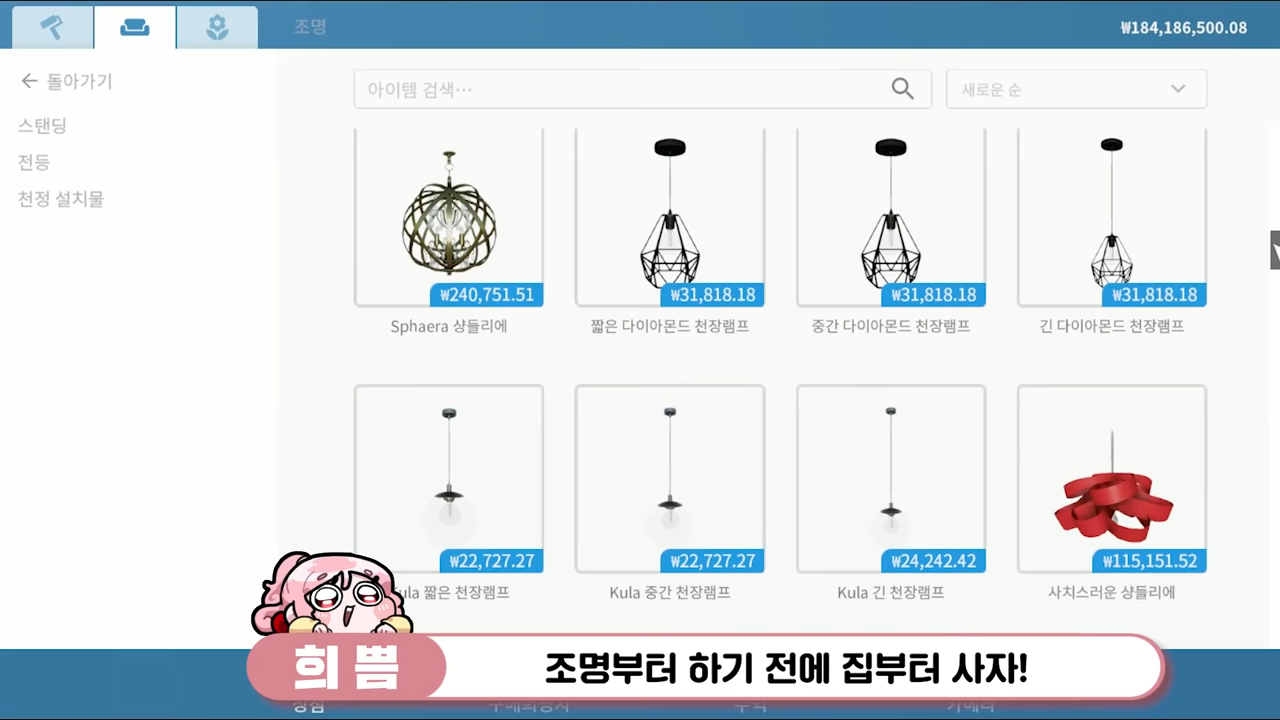 조명
₩184,186,500.08
돌아가기
아이템 검색…
새로운 순
스탠딩
전등
천정 설치물
₩240,751.51
₩31,818.18
₩31,818.18
₩31,818.18
Sphaera 샹들리에
짧은 다이아몬드 천장램프
중간 다이아몬드 천장램프
긴 다이아몬드 천장램프
₩22,727.27
₩22,727.27
₩24,242.42
₩115,151.52
짧은 천장램프
Kula 중간 천장램프
Kula 긴 천장램프
사치스러운 샹들리에
희쁨
조명부터 하기 전에 집부터 사자!
상점